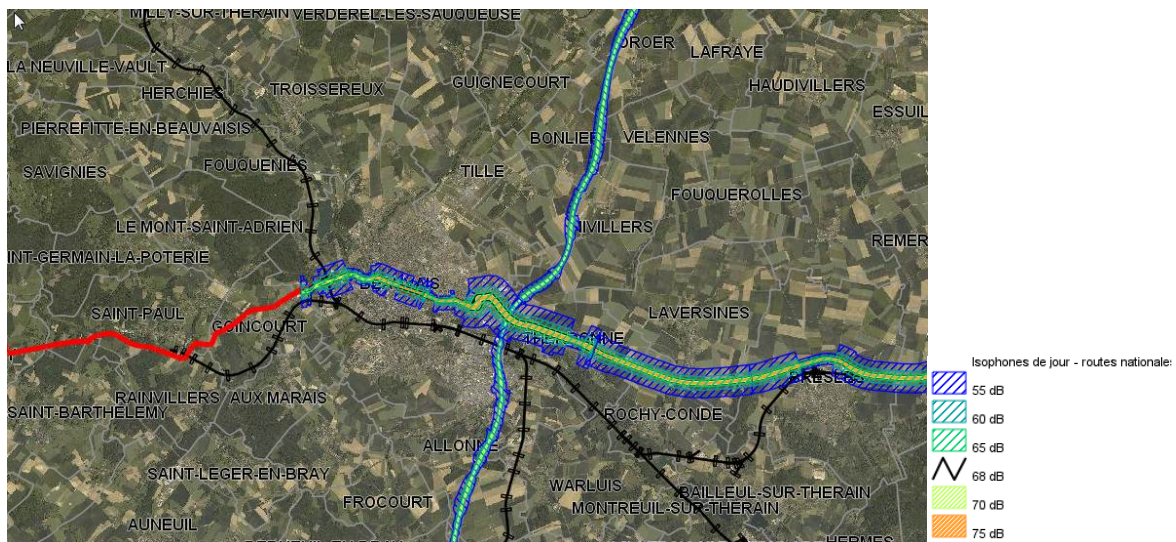 MILLY-SUR-THERAIN
VERDEREL-LES-SAUQUEUSE
OROER
LAFRAYE
LA NEUVILLE-VAULT
GUIGNECOURT
HAUDIVILLERS
HERCHIES
TROISSEREUX
ESSUIL
PIERREFITTE-EN-BEAUVAISIS
BONLIER
VELENNES
SAVIGNIES
FOUQUENIES
TILLE
FOUQUEROLLES
LE MONT-SAINT-ADRIEN
NIVILLERS
REMER
INT-GERMAIN-LA-POTERIE
SAINT-PAUL
LAVERSINES
GOINCOURT
Isophones de jour - routes nationale
55 dB
60 dB
65 dB
68 dB
70 dB
75 dB
RAINVILLERS
AUX MARAIS
SAINT-BARTHELEMY
ROCHY-CONDE
ALLONNE
SAINT-LEGER-EN-BRAY
WARLUIS
BAILLEUL-SUR-THERAIN
FROCOURT
MONTREUIL-SUR-THERAIN
AUNEUIL
HERMES